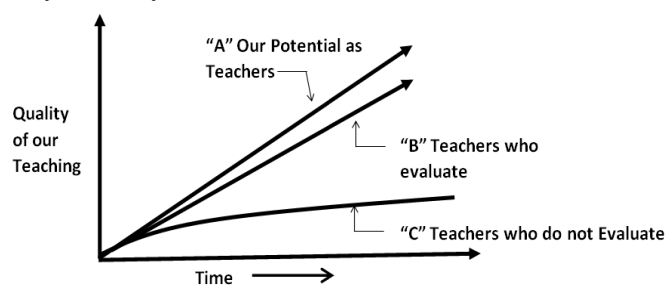 "A" Our Potential as
Teachers
Quality
of our
Teaching
"B" Teachers who
evaluate
"C" Teachers who do not Evaluate
Time